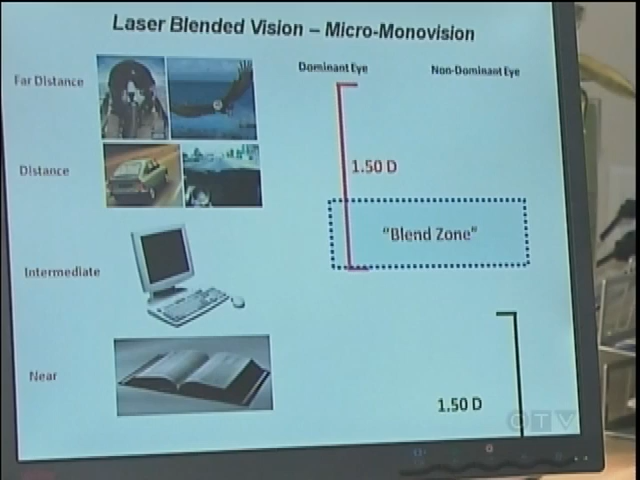 Laser Blended Vision – Micro-Monovision
Dominant Eye
Non-Dominant Eye
Far Distance
Distance
1.50 D
"Blend Zone"
Intermediate
Near
1.50 D
CTV